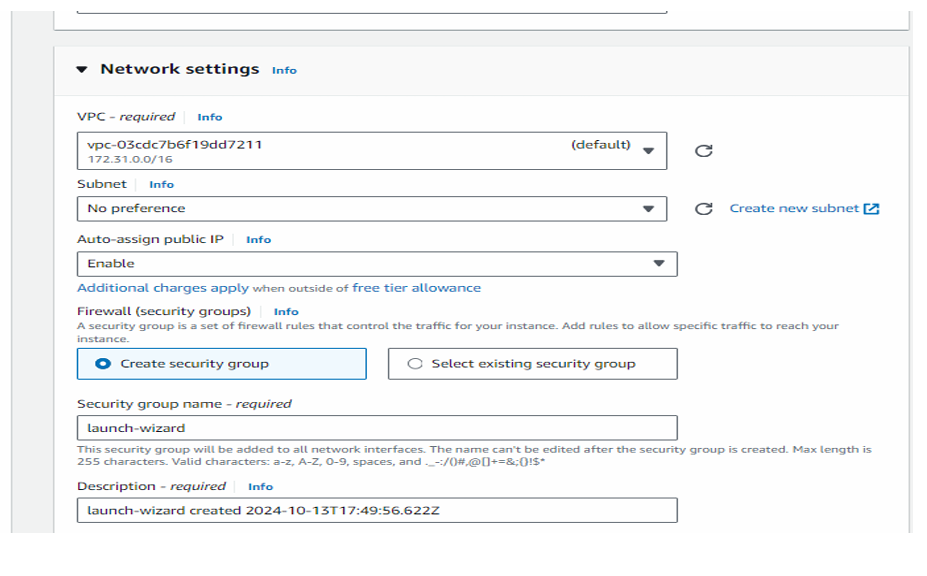 Network settings Info
VPC - required Info
vpc-03cdc7b6f19dd7211 (default)
172.31.0.0/16
Subnet Info
No preference
Create new subnet
Auto-assign public IP Info
Enable
Additional charges apply when outside of free tier allowance
Firewall (security groups) Info
A security group is a set of firewall rules that control the traffic for your instance. Add rules to allow specific traffic to reach your
instance.
Create security group
Select existing security group
Security group name - required
launch-wizard
This security group will be added to all network interfaces. The name can't be edited after the security group is created. Max length is
255 characters. Valid characters: a-z, A-Z, 0-9, spaces, and ._-:/()#,@[]+=&;{}!$*
Description - required Info
launch-wizard created 2024-10-13T17:49:56.622Z